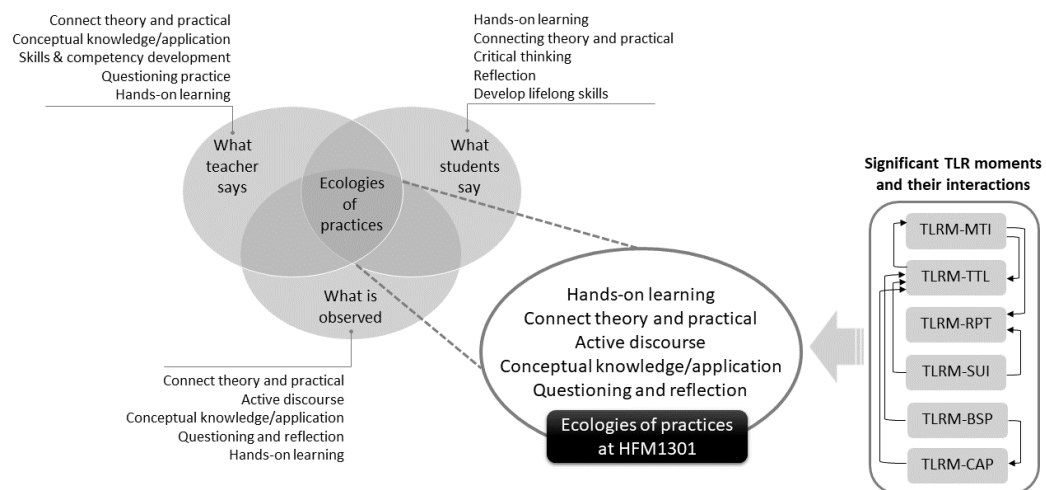 Connect theory and practical
Conceptual knowledge/application
Skills & competency development
Questioning practice
Hands-on learning
Hands-on learning
Connecting theory and practical
Critical thinking
Reflection
Develop lifelong skills
What
teacher
says
What
students
say
Ecologies
of
practices
What is
observed
Connect theory and practical
Active discourse
Conceptual knowledge/application
Questioning and reflection
Hands-on learning
Hands-on learning
Connect theory and practical
Active discourse
Conceptual knowledge/application
Questioning and reflection
Ecologies of practices
at HFM1301
Significant TLR moments
and their interactions
TLRM-MTI
TLRM-TTL
TLRM-RPT
TLRM-SUI
TLRM-BSP
TLRM-CAP